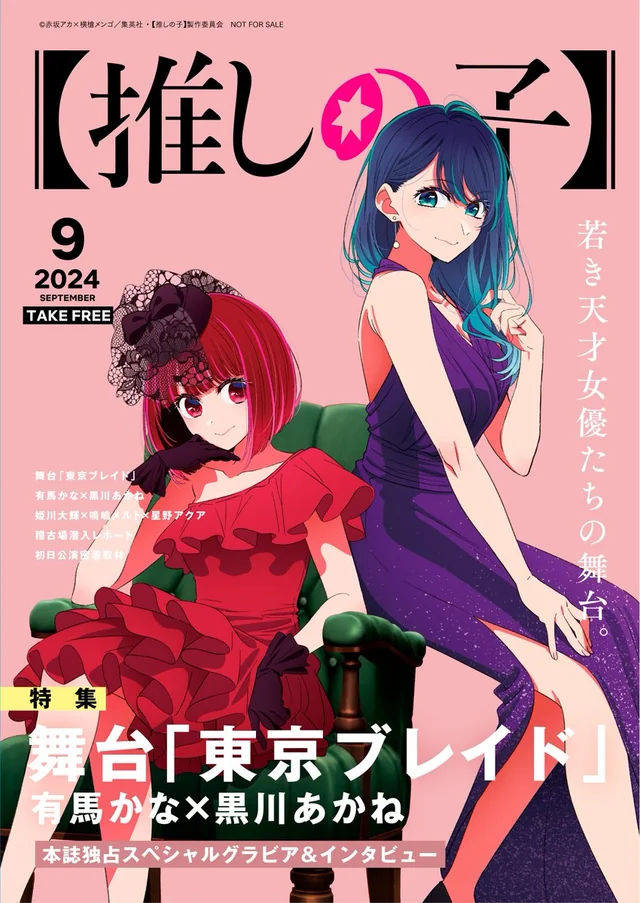 ©赤坂アカ×横槍メンゴ／集英社・【推しの子】製作委員会 NOT FOR SALE
【推しの子】
9
2024
SEPTEMBER
TAKE FREE
若き天才女優たちの舞台。
舞台「東京ブレイド」
有馬かな×黒川あかね
姫川大輝×鳴嶋メルト×星野アクア
稽古場潜入レポート
初日公演密着取材
特集
舞台「東京ブレイド」
有馬かな×黒川あかね
本誌独占スペシャルグラビア&インタビュー